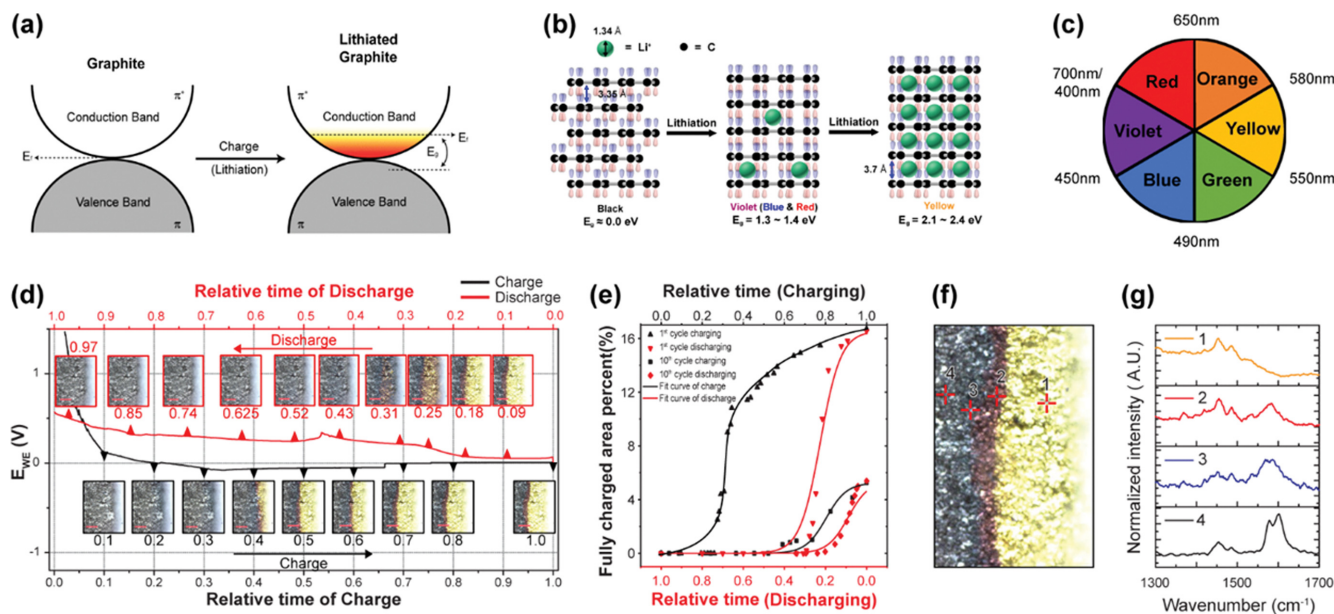 (a)
Graphite
Lithiated
Graphite
π*
π*
Conduction Band
Conduction Band
Charge
(Lithiation)
Valence Band
Valence Band
π
π
(b)
1.34 Å
= Li⁺
= C
3.35 Å
Lithiation
Lithiation
3.7 Å
Black
E₉ ≈ 0.0 eV
Violet (Blue & Red)
E₉ = 1.3 ~ 1.4 eV
Yellow
E₉ = 2.1 ~ 2.4 eV
(c)
650nm
700nm/
400nm
580nm
450nm
550nm
490nm
Red
Orange
Violet
Yellow
Blue
Green
(d)
Relative time of Discharge
Charge
Discharge
1.0 0.9 0.8 0.7 0.6 0.5 0.4 0.3 0.2 0.1 0.0
0.97
Discharge
0.85 0.74 0.625 0.52 0.43 0.31 0.25 0.18 0.09
E_WE (V)
1
0
-1
0.1 0.2 0.3 0.4 0.5 0.6 0.7 0.8 1.0
Charge
0.0 0.1 0.2 0.3 0.4 0.5 0.6 0.7 0.8 0.9 1.0
Relative time of Charge
(e)
Relative time (Charging)
0.0 0.2 0.4 0.6 0.8 1.0
Fully charged area percent(%)
16
12
8
4
0
1st cycle charging
1st cycle discharging
10th cycle charging
10th cycle discharging
Fit curve of charge
Fit curve of discharge
1.0 0.8 0.6 0.4 0.2 0.0
Relative time (Discharging)
(f)
4
3
2
1
(g)
Normalized intensity (A.U.)
1
2
3
4
1300 1500 1700
Wavenumber (cm⁻¹)